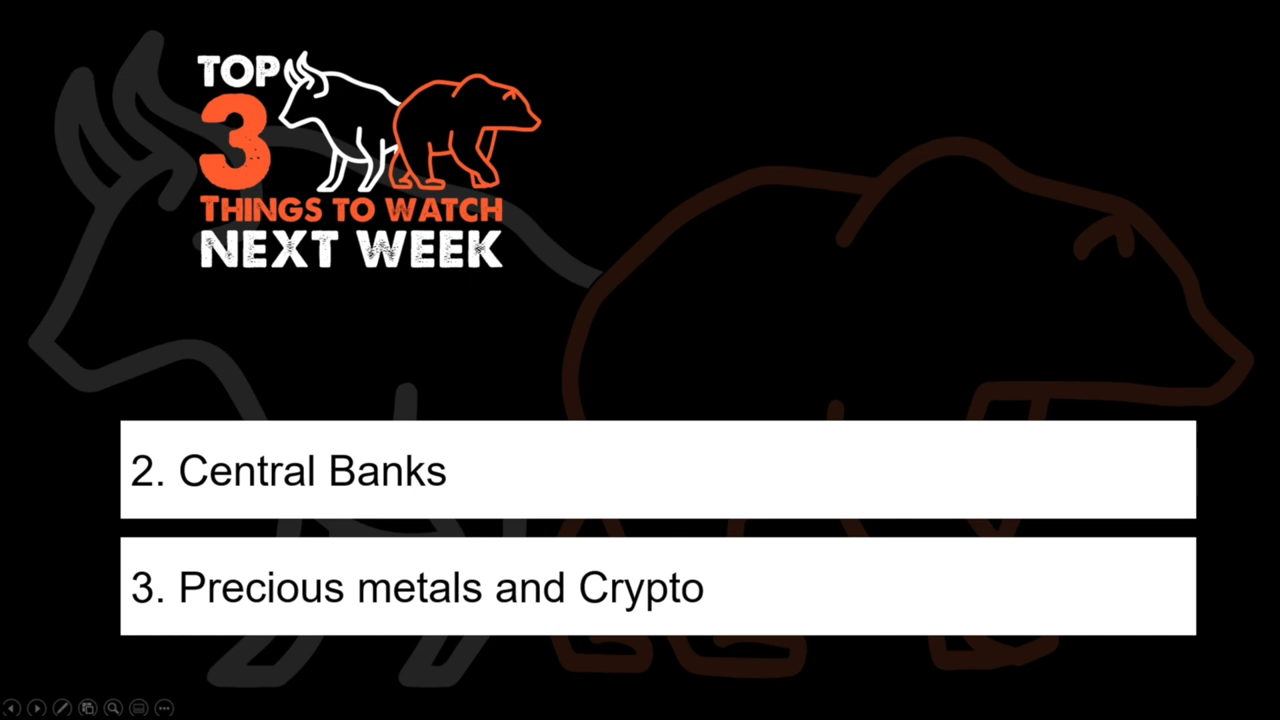 TOP
3
THINGS TO WATCH
NEXT WEEK
2. Central Banks
3. Precious metals and Crypto